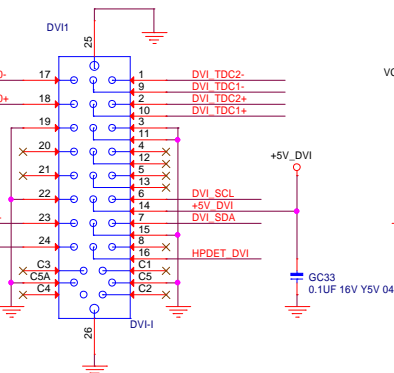 DVI1
25
0-
17
1
DVI_TDC2-
9
DVI_TDC1-
0+
18
2
DVI_TDC2+
10
DVI_TDC1+
19
3
11
20
4
12
21
5
13
22
6
DVI_SCL
14
+5V_DVI
23
7
DVI_SDA
15
24
8
16
HPDET_DVI
C3
C1
C5A
C5
C4
C2
DVI-I
26
+5V_DVI
GC33
0.1UF 16V Y5V 04